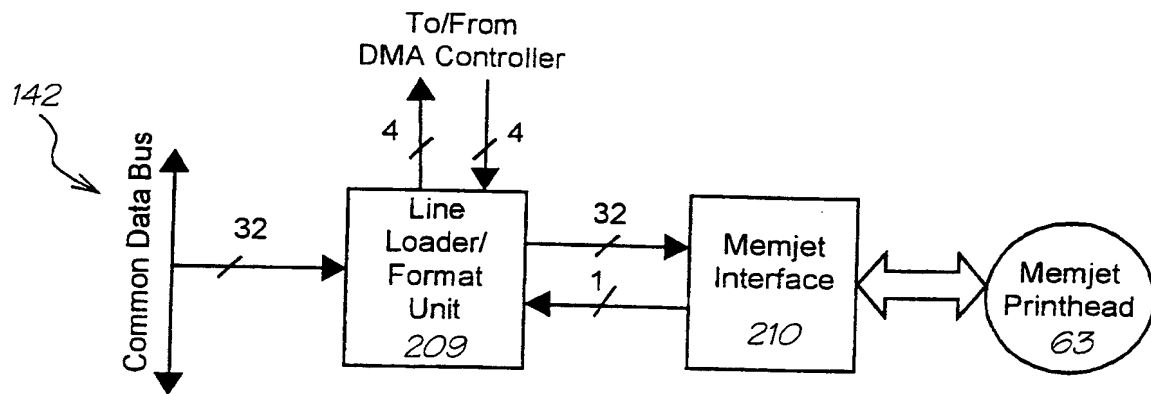 To/From
DMA Controller
142
4
4
Common Data Bus
32
Line
Loader/
Format
Unit
209
32
1
Memjet
Interface
210
Memjet
Printhead
63